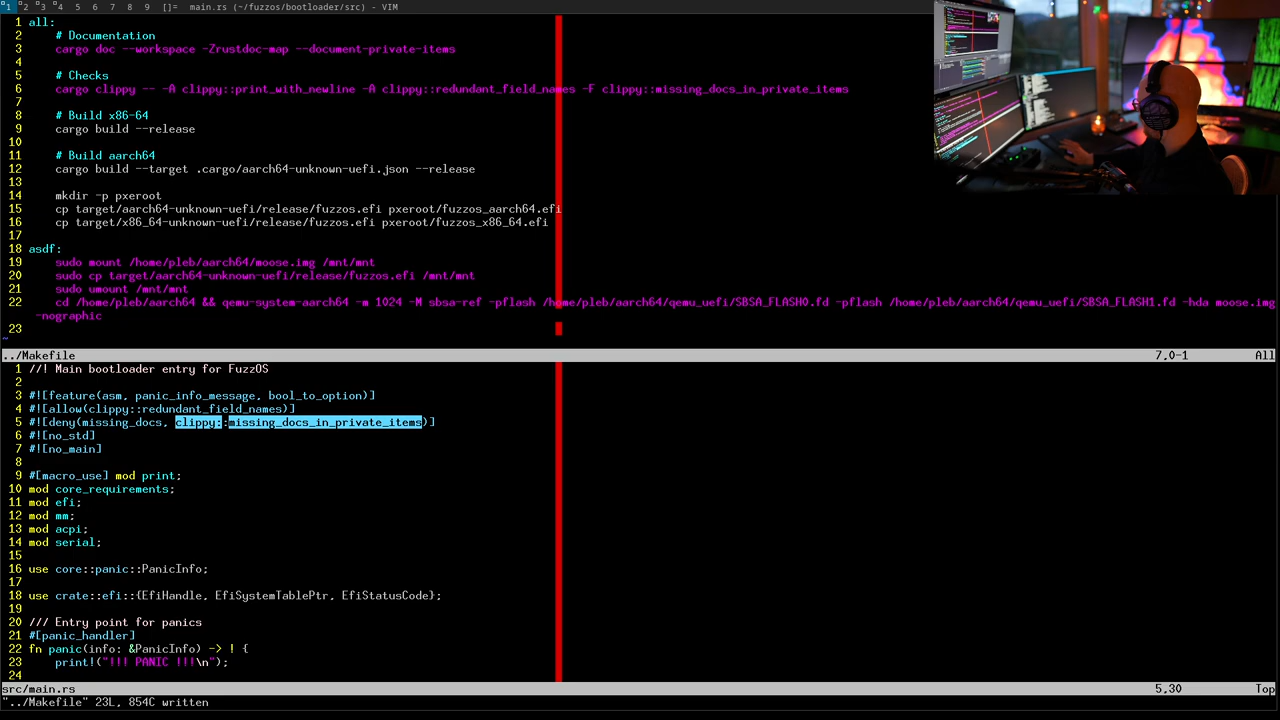 1 2 3 4 5 6 7 8 9 []= main.rs (~/fuzzos/bootloader/src) - VIM
1 all:
2 # Documentation
3 cargo doc --workspace -Zrustdoc-map --document-private-items
4
5 # Checks
6 cargo clippy -- -A clippy::print_with_newline -A clippy::redundant_field_names -F clippy::missing_docs_in_private_items
7
8 # Build x86-64
9 cargo build --release
10
11 # Build aarch64
12 cargo build --target .cargo/aarch64-unknown-uefi.json --release
13
14 mkdir -p pxeroot
15 cp target/aarch64-unknown-uefi/release/fuzzos.efi pxeroot/fuzzos_aarch64.efi
16 cp target/x86_64-unknown-uefi/release/fuzzos.efi pxeroot/fuzzos_x86_64.efi
17
18 asdf:
19 sudo mount /home/pleb/aarch64/moose.img /mnt/mnt
20 sudo cp target/aarch64-unknown-uefi/release/fuzzos.efi /mnt/mnt
21 sudo umount /mnt/mnt
22 cd /home/pleb/aarch64 && qemu-system-aarch64 -m 1024 -M sbsa-ref -pflash /home/pleb/aarch64/qemu_uefi/SBSA_FLASH0.fd -pflash /home/pleb/aarch64/qemu_uefi/SBSA_FLASH1.fd -hda moose.img
-nographic
23
~
../Makefile 7,0-1 All
1 //! Main bootloader entry for FuzzOS
2
3 #![feature(asm, panic_info_message, bool_to_option)]
4 #![allow(clippy::redundant_field_names)]
5 #![deny(missing_docs, clippy::missing_docs_in_private_items)]
6 #![no_std]
7 #![no_main]
8
9 #[macro_use] mod print;
10 mod core_requirements;
11 mod efi;
12 mod mm;
13 mod acpi;
14 mod serial;
15
16 use core::panic::PanicInfo;
17
18 use crate::efi::{EfiHandle, EfiSystemTablePtr, EfiStatusCode};
19
20 /// Entry point for panics
21 #[panic_handler]
22 fn panic(info: &PanicInfo) -> ! {
23 print!("!!! PANIC !!!\n");
24
src/main.rs 5,30 Top
"../Makefile" 23L, 854C written